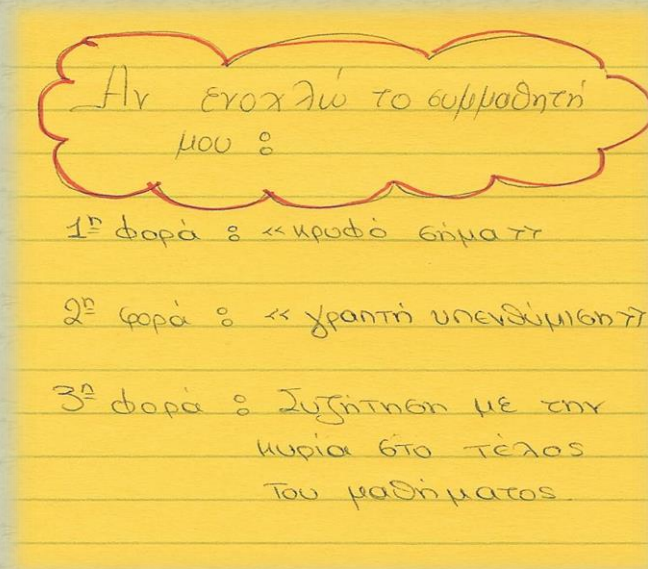 Αν ενοχλώ το συμμαθητή
μου :
1η φορά : «κρυφό σήμα»
2η φορά : «γραπτή υπενθύμιση»
3η φορά : Συζήτηση με την
κυρία στο τέλος
του μαθήματος.